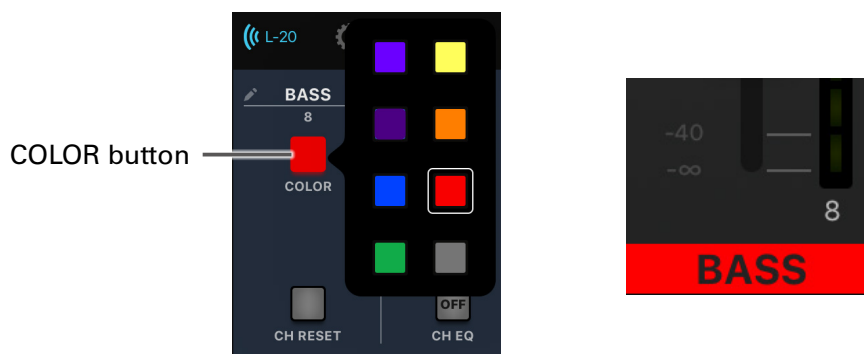 L-20
BASS
8
COLOR button
COLOR
OFF
CH RESET
CH EQ
-40
-∞
8
BASS